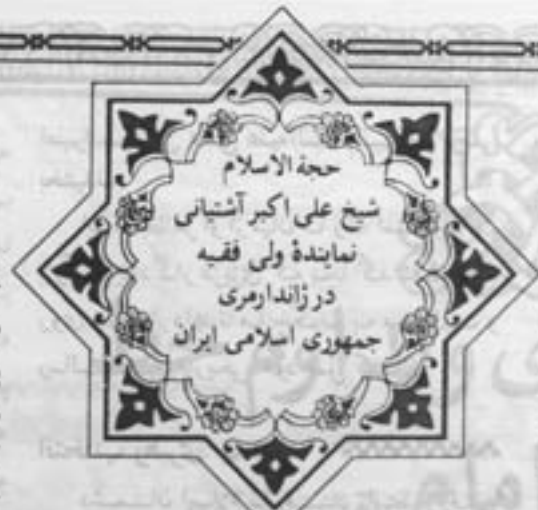 حجة الاسلام
شیخ علی اکبر آشتیانی
نمایندهٔ ولی فقیه
در ژاندارمری
جمهوری اسلامی ایران